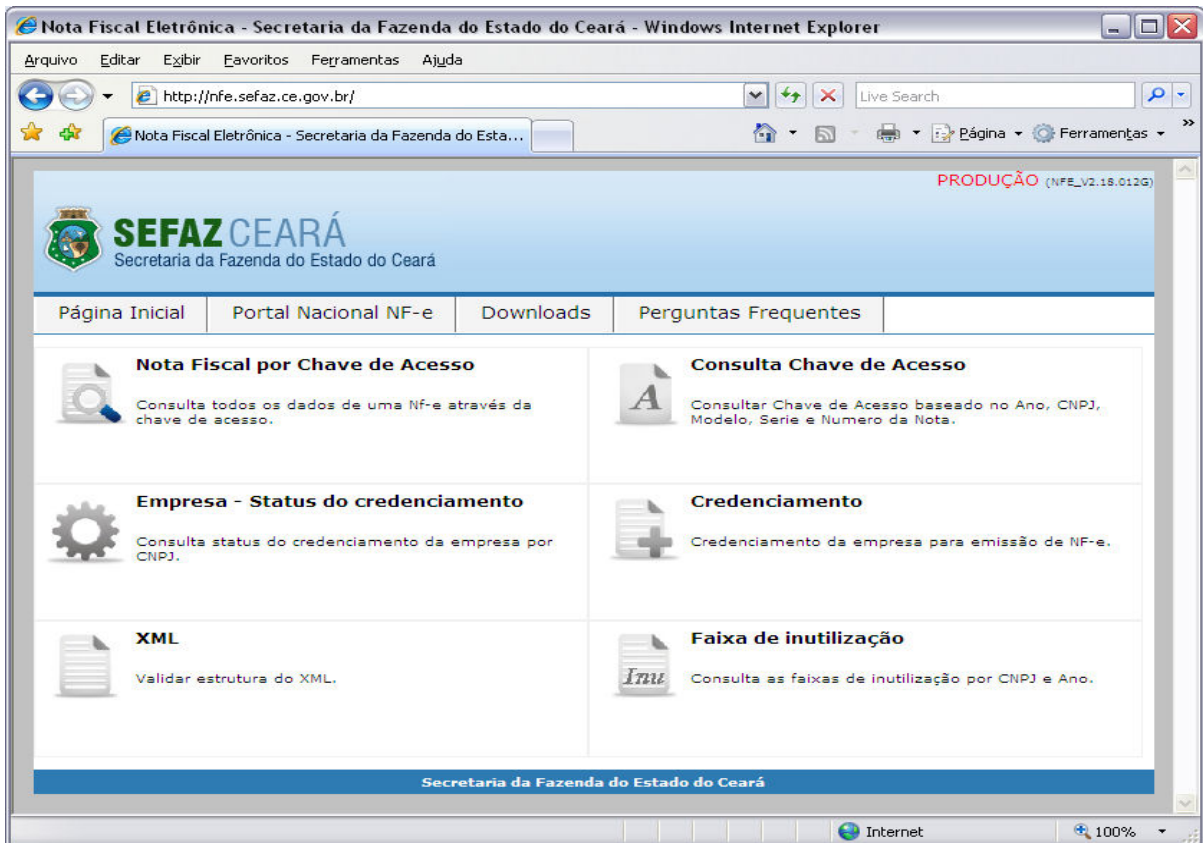 Nota Fiscal Eletrônica - Secretaria da Fazenda do Estado do Ceará - Windows Internet Explorer
Arquivo Editar Exibir Favoritos Ferramentas Ajuda
http://nfe.sefaz.ce.gov.br/
Live Search
Nota Fiscal Eletrônica - Secretaria da Fazenda do Esta...
Página
Ferramentas
»
PRODUÇÃO (NFE_V2.18.012G)
SEFAZ CEARÁ
Secretaria da Fazenda do Estado do Ceará
Página Inicial
Portal Nacional NF-e
Downloads
Perguntas Frequentes
Nota Fiscal por Chave de Acesso
Consulta todos os dados de uma Nf-e através da
chave de acesso.
A
Consulta Chave de Acesso
Consultar Chave de Acesso baseado no Ano, CNPJ,
Modelo, Serie e Numero da Nota.
Empresa - Status do credenciamento
Consulta status do credenciamento da empresa por
CNPJ.
Credenciamento
Credenciamento da empresa para emissão de NF-e.
XML
Validar estrutura do XML.
Inu
Faixa de inutilização
Consulta as faixas de inutilização por CNPJ e Ano.
Secretaria da Fazenda do Estado do Ceará
Internet
100%